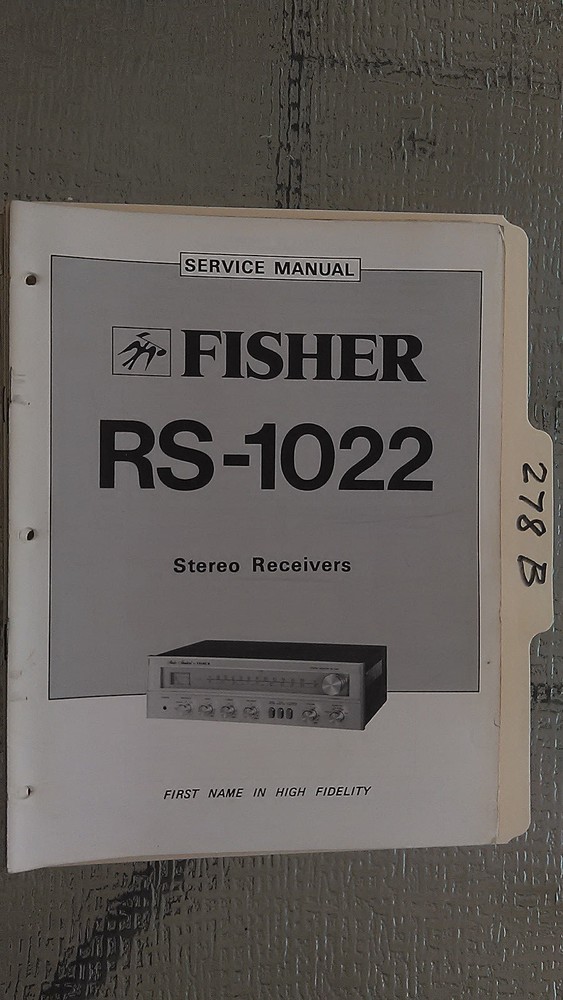 SERVICE MANUAL
FISHER
RS-1022
Stereo Receivers
FIRST NAME IN HIGH FIDELITY
278 B